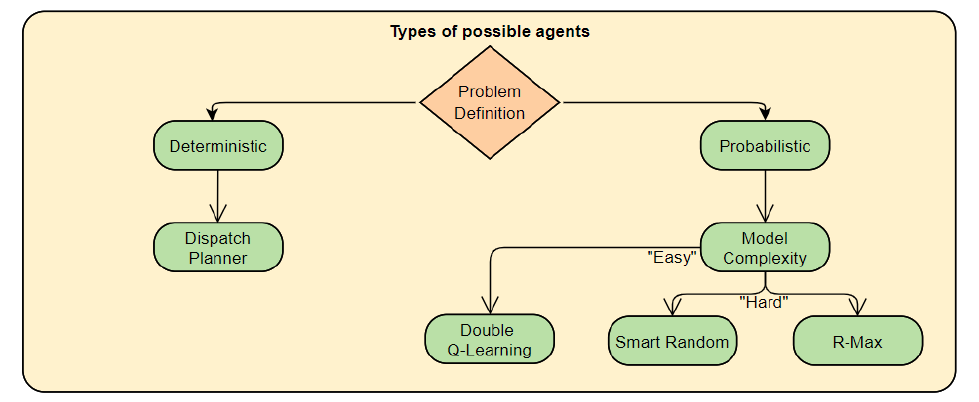 Types of possible agents
Problem
Definition
Deterministic
Probabilistic
Dispatch
Planner
Model
Complexity
"Easy"
"Hard"
Double
Q-Learning
Smart Random
R-Max